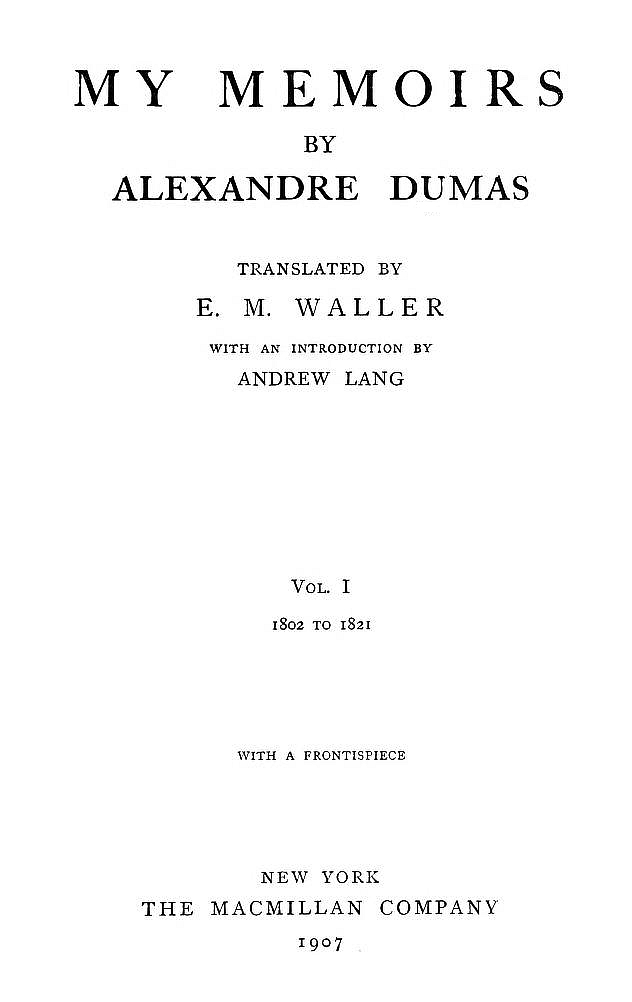 MY MEMOIRS
BY
ALEXANDRE DUMAS
TRANSLATED BY
E. M. WALLER
WITH AN INTRODUCTION BY
ANDREW LANG
VOL. I
1802 TO 1821
WITH A FRONTISPIECE
NEW YORK
THE MACMILLAN COMPANY
1907